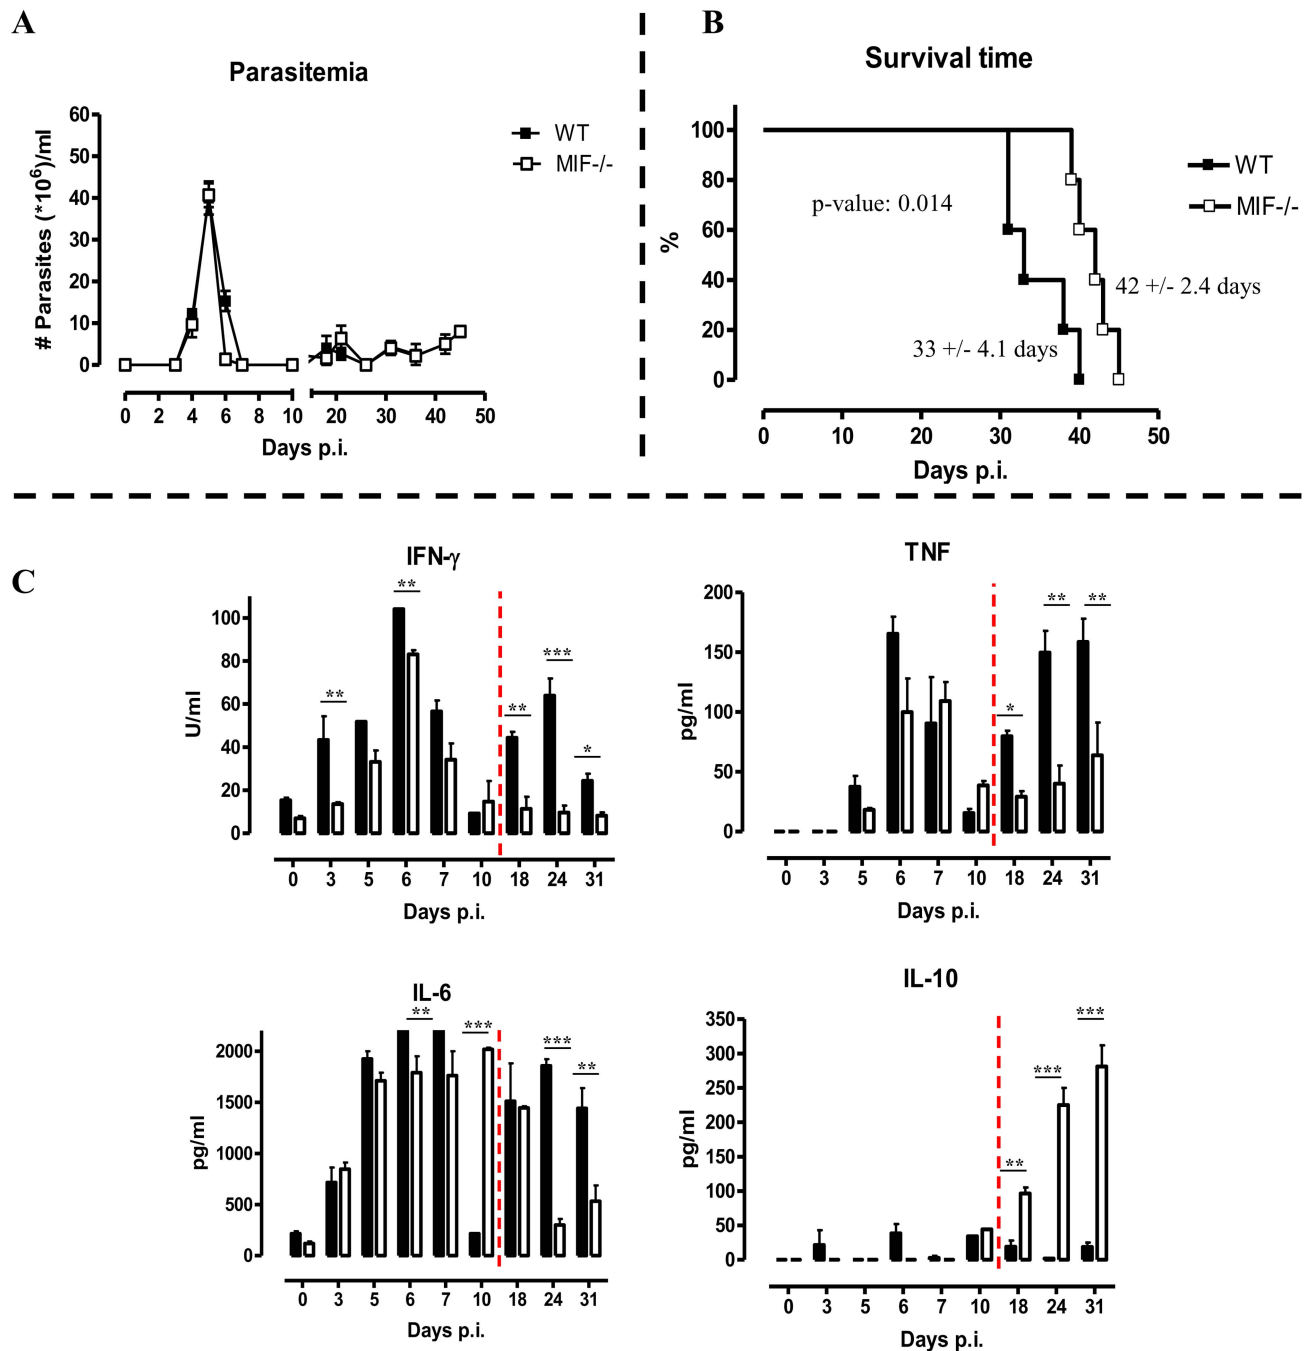 A
Parasitemia
# Parasites (*10⁶)/ml
60
50
40
30
20
10
0
0 2 4 6 8 10 20 30 40 50
Days p.i.
WT
MIF-/-
B
Survival time
%
100
80
60
40
20
0
p-value: 0.014
42 +/- 2.4 days
33 +/- 4.1 days
0 10 20 30 40 50
Days p.i.
WT
MIF-/-
C
IFN-γ
U/ml
100
80
60
40
20
0
** ** ** *** *
0 3 5 6 7 10 18 24 31
Days p.i.
TNF
pg/ml
200
150
100
50
0
* ** **
0 3 5 6 7 10 18 24 31
Days p.i.
IL-6
pg/ml
2000
1500
1000
500
0
** *** *** **
0 3 5 6 7 10 18 24 31
Days p.i.
IL-10
pg/ml
350
300
250
200
150
100
50
0
** *** ***
0 3 5 6 7 10 18 24 31
Days p.i.